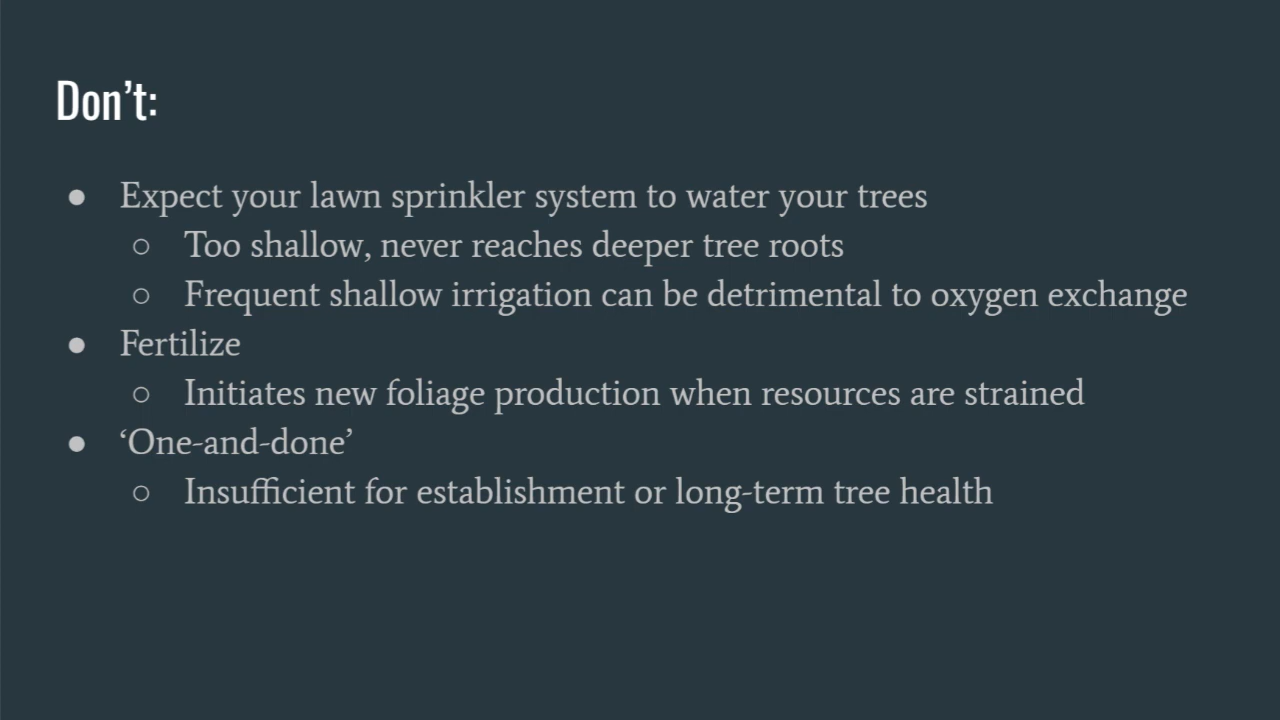 Don’t:
● Expect your lawn sprinkler system to water your trees
○ Too shallow, never reaches deeper tree roots
○ Frequent shallow irrigation can be detrimental to oxygen exchange
● Fertilize
○ Initiates new foliage production when resources are strained
● ‘One-and-done’
○ Insufficient for establishment or long-term tree health